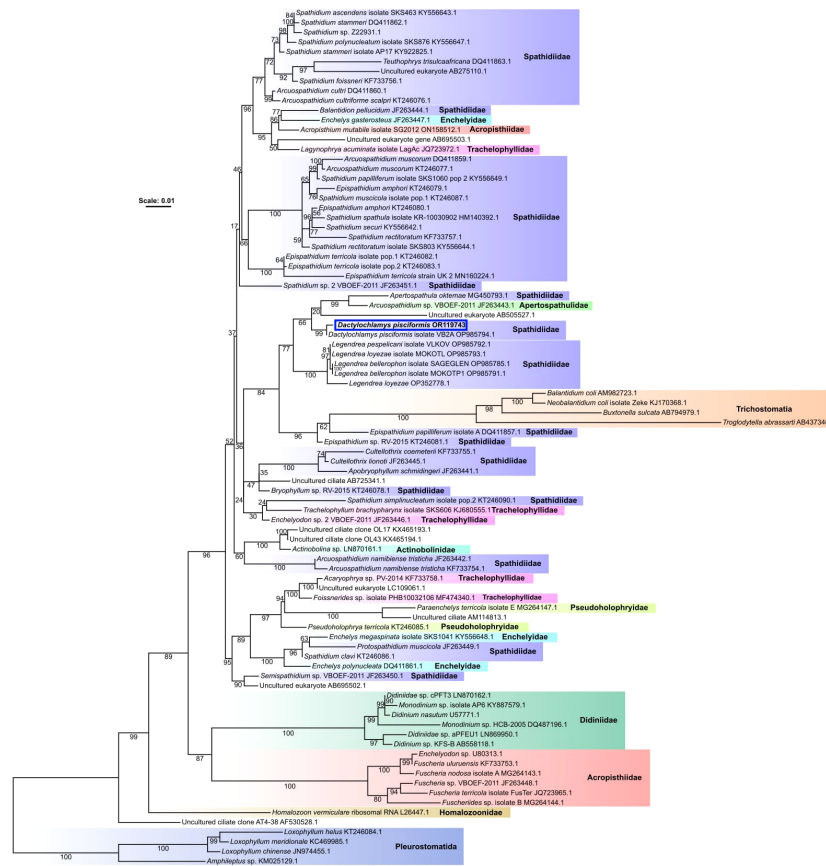 Spathidium ascendens isolate SKS463 KY556643.1
Spathidium stammeri DQ411862.1
Spathidium sp. Z22931.1
Spathidium polynucleatum isolate SKS876 KY556647.1
Spathidium stammeri isolate AP17 KY922825.1
Teuthophrys trisulcaafricana DQ411863.1
Spathidiidae
Uncultured eukaryote AB275110.1
Spathidium foissneri KF733756.1
Arcuospathidium cultri DQ411860.1
Arcuospathidium cultriforme scalpri KT246076.1
Balantidion pellucidum JF263444.1 Spathidiidae
Enchelys gasterosteus JF263447.1 Enchelyidae
Acropisthium mutabile isolate SG2012 ON158512.1 Acropisthiidae
Uncultured eukaryote gene AB695503.1
Lagynophrya acuminata isolate LagAc JQ723972.1 Trachelophyllidae
Arcuospathidium muscorum DQ411859.1
Arcuospathidium muscorum KT246077.1
Spathidium papilliferum isolate SKS1060 pop 2 KY556649.1
Epispathidium amphori KT246079.1
Spathidium muscicola isolate pop.1 KT246087.1
Scale: 0.01
Epispathidium amphori KT246080.1
Spathidium spathula isolate KR-10030902 HM140392.1 Spathidiidae
Spathidium securi KY556642.1
Spathidium rectitoratum KF733757.1
Spathidium rectitoratum isolate SKS803 KY556644.1
Epispathidium terricola isolate pop.1 KT246082.1
Epispathidium terricola isolate pop.2 KT246083.1
Epispathidium terricola strain UK 2 MN160224.1
Spathidium sp. 2 VBOEF-2011 JF263451.1 Spathidiidae
Apertospathula oktemae MG450793.1 Spathidiidae
Arcuospathidium sp. VBOEF-2011 JF263443.1 Apertospathulidae
Uncultured eukaryote AB505527.1
Dactylochlamys pisciformis OR119743
Spathidiidae
Dactylochlamys pisciformis isolate VB2A OP985794.1
Legendrea pespelicani isolate VLKOV OP985792.1
Legendrea loyezae isolate MOKOTL OP985793.1
Legendrea bellerophon isolate SAGEGLEN OP985785.1 Spathidiidae
Legendrea bellerophon isolate MOKOTP1 OP985791.1
Legendrea loyezae OP352778.1
Balantidium coli AM982723.1
Neobalantidium coli isolate Zeke KJ170368.1
Trichostomatia
Buxtonella sulcata AB794979.1
Troglodytella abrassarti AB437346
Epispathidium papilliferum isolate A DQ411857.1 Spathidiidae
Epispathidium sp. RV-2015 KT246081.1 Spathidiidae
Cultellothrix coemeterii KF733755.1
Cultellothrix lionoti JF263445.1 Spathidiidae
Apobryophyllum schmidingeri JF263441.1
Uncultured ciliate AB725341.1
Bryophyllum sp. RV-2015 KT246078.1 Spathidiidae
Spathidium simplinucleatum isolate pop.2 KT246090.1 Spathidiidae
Trachelophyllum brachypharynx isolate SKS606 KJ680555.1 Trachelophyllidae
Enchelyodon sp. 2 VBOEF-2011 JF263446.1 Trachelophyllidae
Uncultured ciliate clone OL17 KX465193.1
Uncultured ciliate clone OL43 KX465194.1
Actinobolina sp. LN870161.1 Actinobolinidae
Arcuospathidium namibiense tristicha JF263442.1
Spathidiidae
Arcuospathidium namibiense tristicha KF733754.1
Acaryophrya sp. PV-2014 KF733758.1 Trachelophyllidae
Uncultured eukaryote LC109061.1
Foissnerides sp. isolate PHB10032106 MF474340.1 Trachelophyllidae
Paraenchelys terricola isolate E MG264147.1 Pseudoholophryidae
Uncultured ciliate AM114813.1
Pseudoholophrya terricola KT246085.1 Pseudoholophryidae
Enchelys megaspinata isolate SKS1041 KY556648.1 Enchelyidae
Protospathidium muscicola JF263449.1
Spathidiidae
Spathidium clavi KT246086.1
Enchelys polynucleata DQ411861.1 Enchelyidae
Semispathidium sp. VBOEF-2011 JF263450.1 Spathidiidae
Uncultured eukaryote AB695502.1
Didiniidae sp. cPFT3 LN870162.1
Monodinium sp. isolate AP6 KY887579.1
Didinium nasutum U57771.1 Didiniidae
Monodinium sp. HCB-2005 DQ487196.1
Didiniidae sp. aPFEU1 LN869950.1
Didinium sp. KFS-B AB558118.1
Enchelyodon sp. U80313.1
Fuscheria uluruensis KF733753.1
Fuscheria nodosa isolate A MG264143.1
Acropisthiidae
Fuscheria sp. VBOEF-2011 JF263448.1
Fuscheria terricola isolate FusTer JQ723965.1
Fuscherides sp. isolate B MG264144.1
Homalozoon vermiculare ribosomal RNA L26447.1 Homalozoonidae
Uncultured ciliate clone AT4-38 AF530528.1
Loxophyllum helus KT246084.1
Loxophyllum meridionale KC469985.1
Pleurostomatida
Loxophyllum chinense JN974455.1
Amphileptus sp. KM025129.1